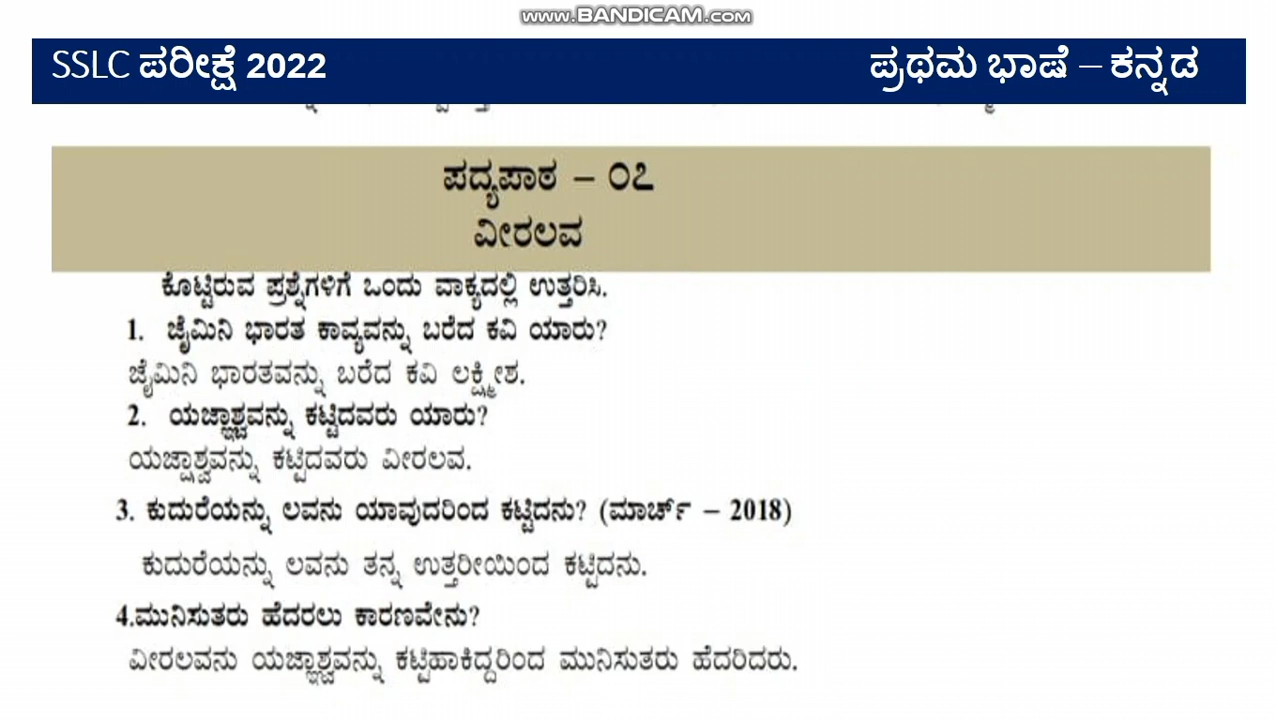 www.BANDICAM.com
SSLC ಪರೀಕ್ಷೆ 2022
ಪ್ರಥಮ ಭಾಷೆ – ಕನ್ನಡ
ಪದ್ಯಪಾಠ – ೦೭
ವೀರಲವ
ಕೊಟ್ಟಿರುವ ಪ್ರಶ್ನೆಗಳಿಗೆ ಒಂದು ವಾಕ್ಯದಲ್ಲಿ ಉತ್ತರಿಸಿ.
1. ಜೈಮಿನಿ ಭಾರತ ಕಾವ್ಯವನ್ನು ಬರೆದ ಕವಿ ಯಾರು?
ಜೈಮಿನಿ ಭಾರತವನ್ನು ಬರೆದ ಕವಿ ಲಕ್ಷ್ಮೀಶ.
2. ಯಜ್ಞಾಶ್ವವನ್ನು ಕಟ್ಟಿದವರು ಯಾರು?
ಯಜ್ಞಾಶ್ವವನ್ನು ಕಟ್ಟಿದವರು ವೀರಲವ.
3. ಕುದುರೆಯನ್ನು ಲವನು ಯಾವುದರಿಂದ ಕಟ್ಟಿದನು? (ಮಾರ್ಚ್ – 2018)
ಕುದುರೆಯನ್ನು ಲವನು ತನ್ನ ಉತ್ತರೀಯಿಂದ ಕಟ್ಟಿದನು.
4.ಮುನಿಸುತರು ಹೆದರಲು ಕಾರಣವೇನು?
ವೀರಲವನು ಯಜ್ಞಾಶ್ವವನ್ನು ಕಟ್ಟಿಹಾಕಿದ್ದರಿಂದ ಮುನಿಸುತರು ಹೆದರಿದರು.